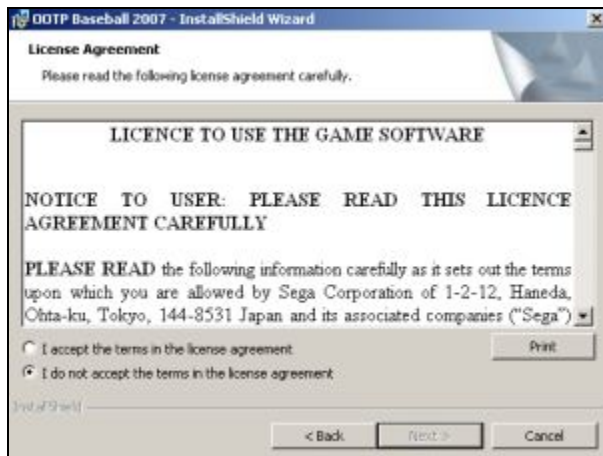 OOTP Baseball 2007 - InstallShield Wizard
License Agreement
Please read the following license agreement carefully.
LICENCE TO USE THE GAME SOFTWARE
NOTICE TO USER: PLEASE READ THIS LICENCE
AGREEMENT CAREFULLY
PLEASE READ the following information carefully as it sets out the terms
upon which you are allowed by Sega Corporation of 1-2-12, Haneda,
Ohta-ku, Tokyo, 144-8531 Japan and its associated companies ("Sega")
I accept the terms in the license agreement
Print
I do not accept the terms in the license agreement
InstallShield
< Back
Next >
Cancel